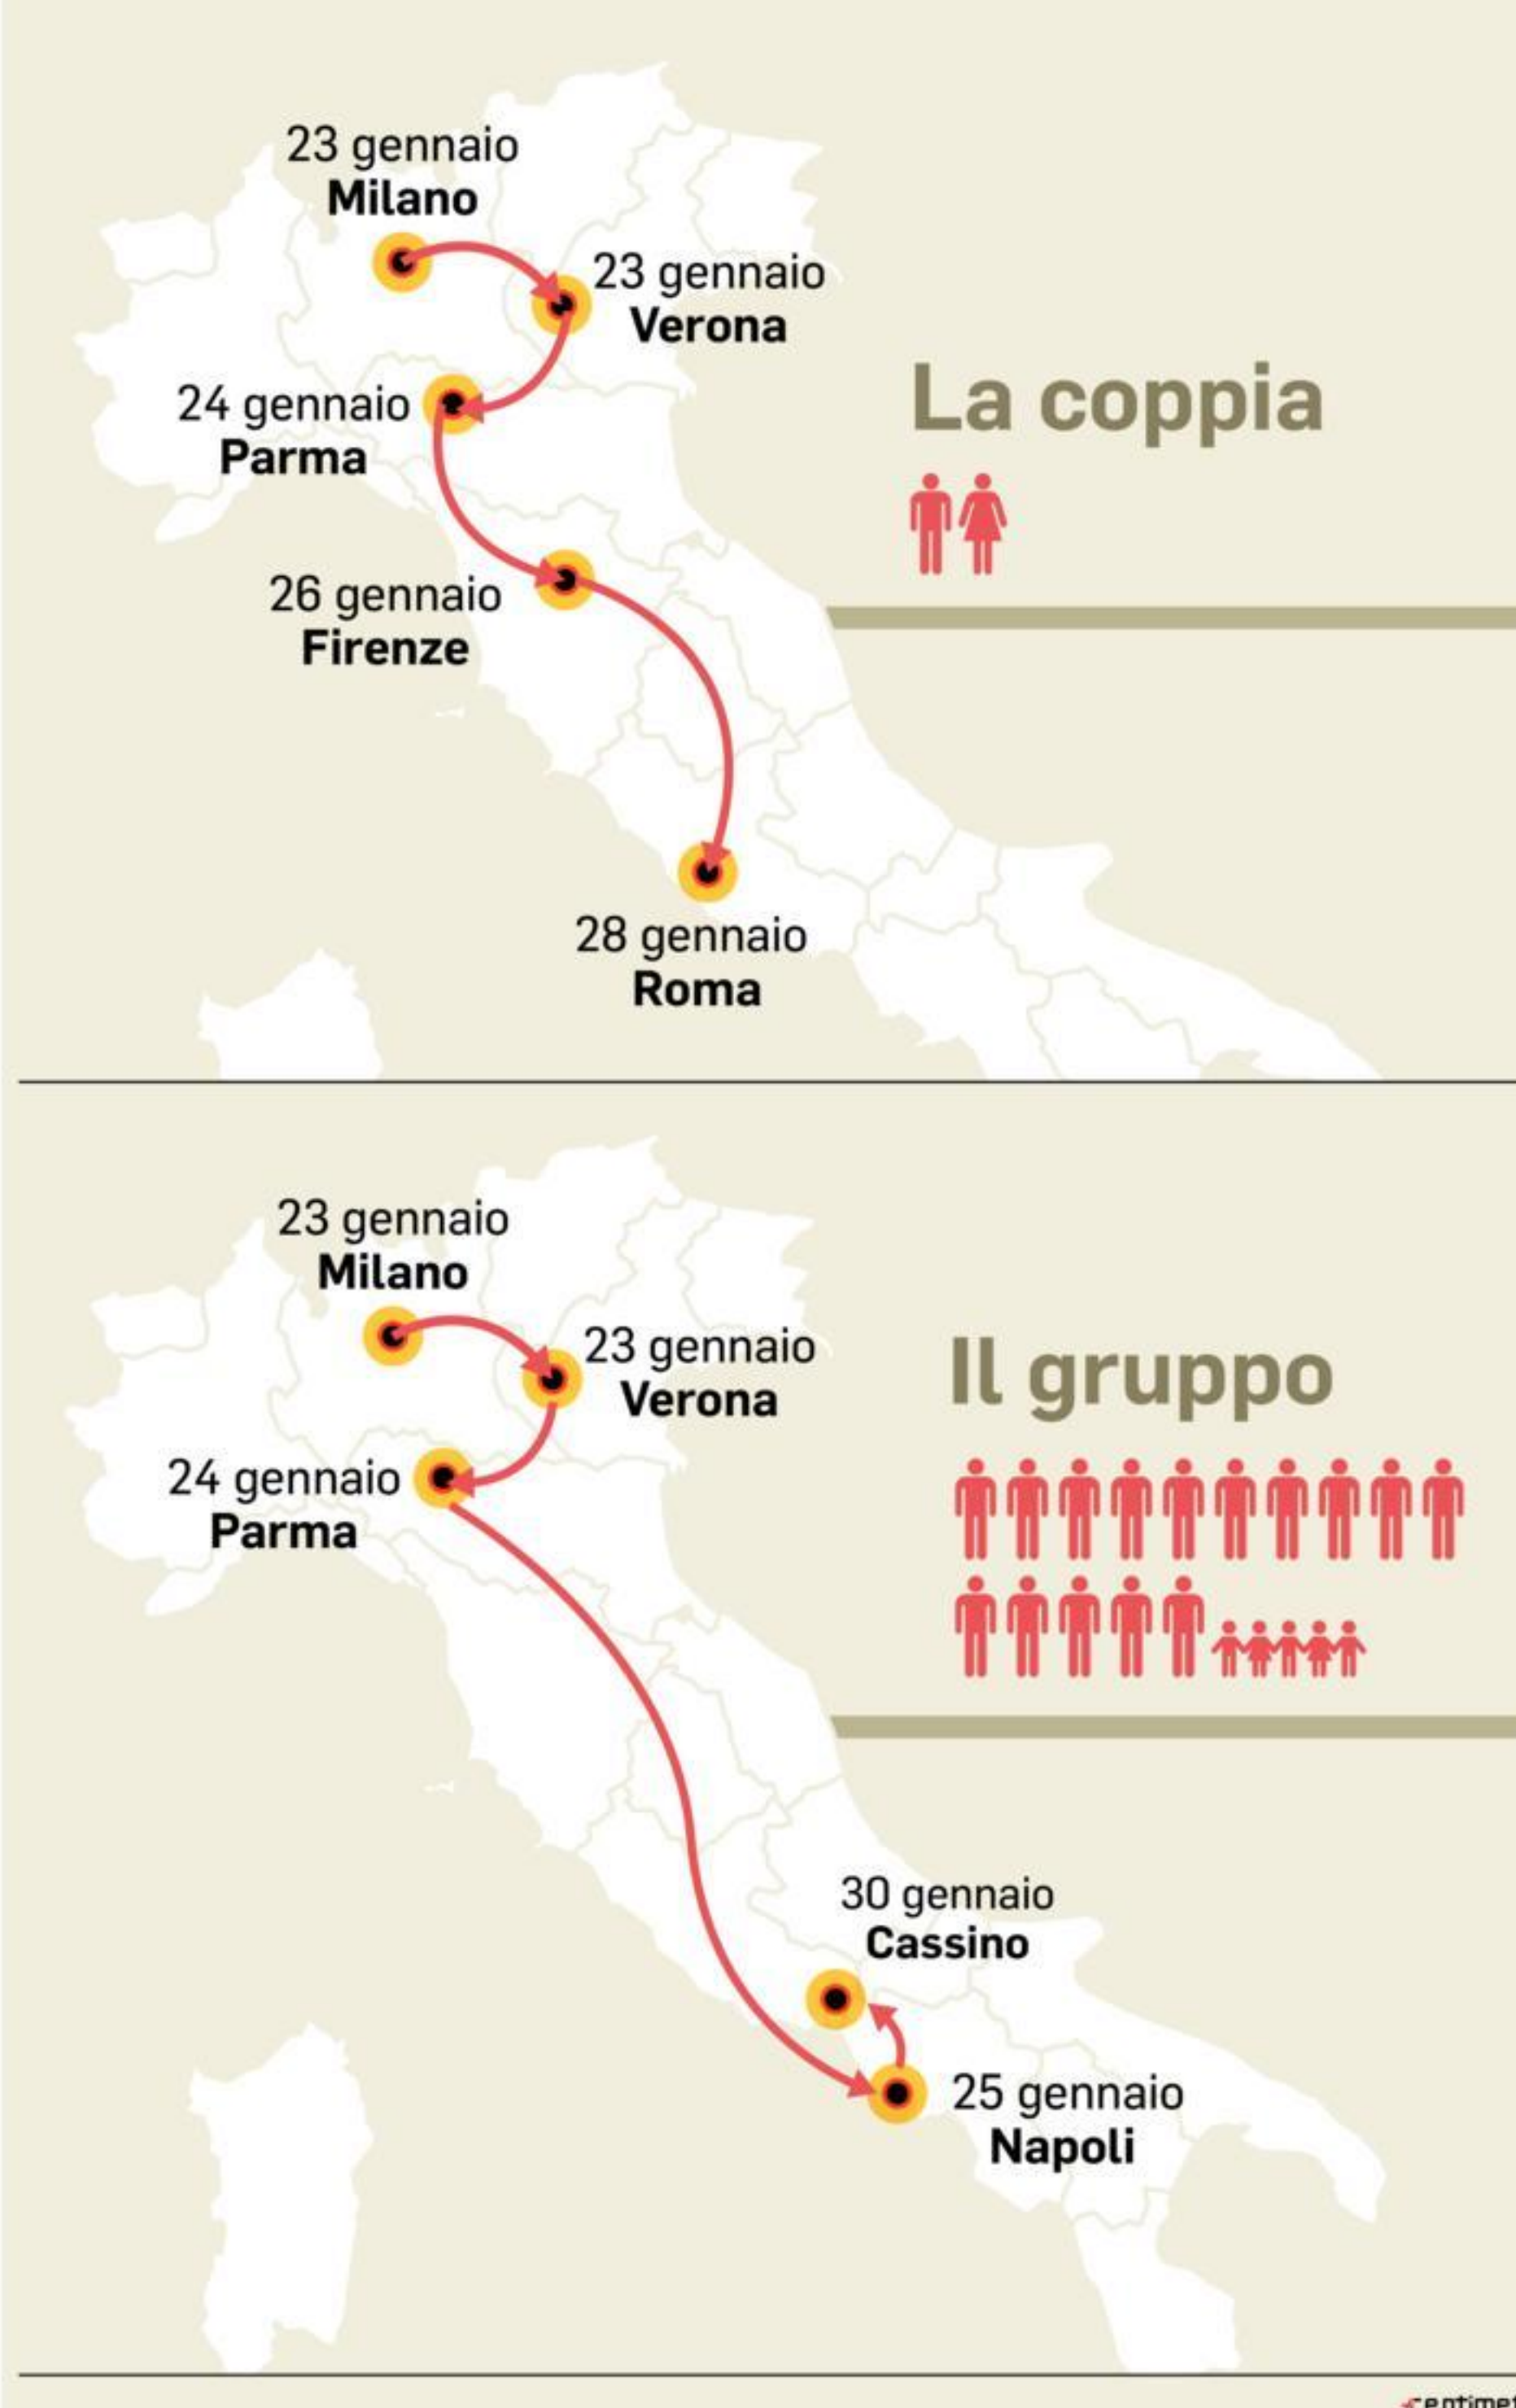 23 gennaio
Milano
23 gennaio
Verona
24 gennaio
Parma
La coppia
26 gennaio
Firenze
28 gennaio
Roma
23 gennaio
Milano
23 gennaio
Verona
Il gruppo
24 gennaio
Parma
30 gennaio
Cassino
25 gennaio
Napoli